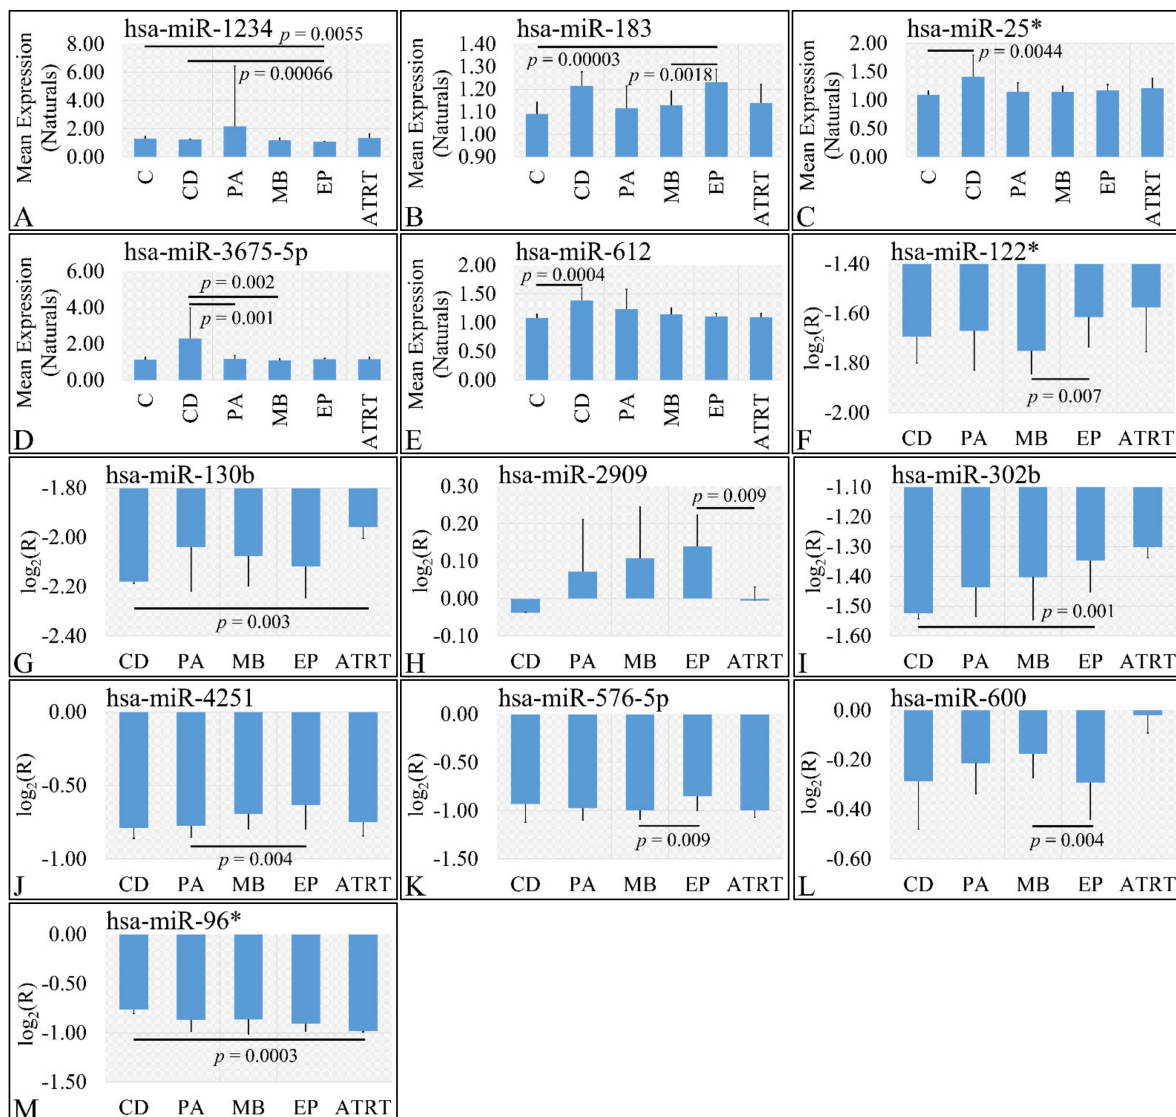 hsa-miR-1234
p = 0.0055
p = 0.00066
Mean Expression
(Naturals)
8.00
6.00
4.00
2.00
0.00
C
CD
PA
MB
EP
ATRT
A
hsa-miR-183
p = 0.00003
p = 0.0018
Mean Expression
(Naturals)
1.40
1.30
1.20
1.10
1.00
0.90
C
CD
PA
MB
EP
ATRT
B
hsa-miR-25*
p = 0.0044
Mean Expression
(Naturals)
2.00
1.50
1.00
0.50
0.00
C
CD
PA
MB
EP
ATRT
C
hsa-miR-3675-5p
p = 0.002
p = 0.001
Mean Expression
(Naturals)
6.00
4.00
2.00
0.00
C
CD
PA
MB
EP
ATRT
D
hsa-miR-612
p = 0.0004
Mean Expression
(Naturals)
2.00
1.50
1.00
0.50
0.00
C
CD
PA
MB
EP
ATRT
E
hsa-miR-122*
log2(R)
-1.40
-1.60
-1.80
-2.00
p = 0.007
CD PA MB EP ATRT
F
hsa-miR-130b
log2(R)
-1.80
-2.00
-2.20
-2.40
p = 0.003
CD PA MB EP ATRT
G
hsa-miR-2909
log2(R)
0.30
0.20
0.10
0.00
-0.10
p = 0.009
CD PA MB EP ATRT
H
hsa-miR-302b
log2(R)
-1.10
-1.20
-1.30
-1.40
-1.50
-1.60
p = 0.001
CD PA MB EP ATRT
I
hsa-miR-4251
log2(R)
0.00
-0.50
-1.00
p = 0.004
CD PA MB EP ATRT
J
hsa-miR-576-5p
log2(R)
0.00
-0.50
-1.00
-1.50
p = 0.009
CD PA MB EP ATRT
K
hsa-miR-600
log2(R)
0.00
-0.20
-0.40
-0.60
p = 0.004
CD PA MB EP ATRT
L
hsa-miR-96*
log2(R)
0.00
-0.50
-1.00
-1.50
p = 0.0003
CD PA MB EP ATRT
M